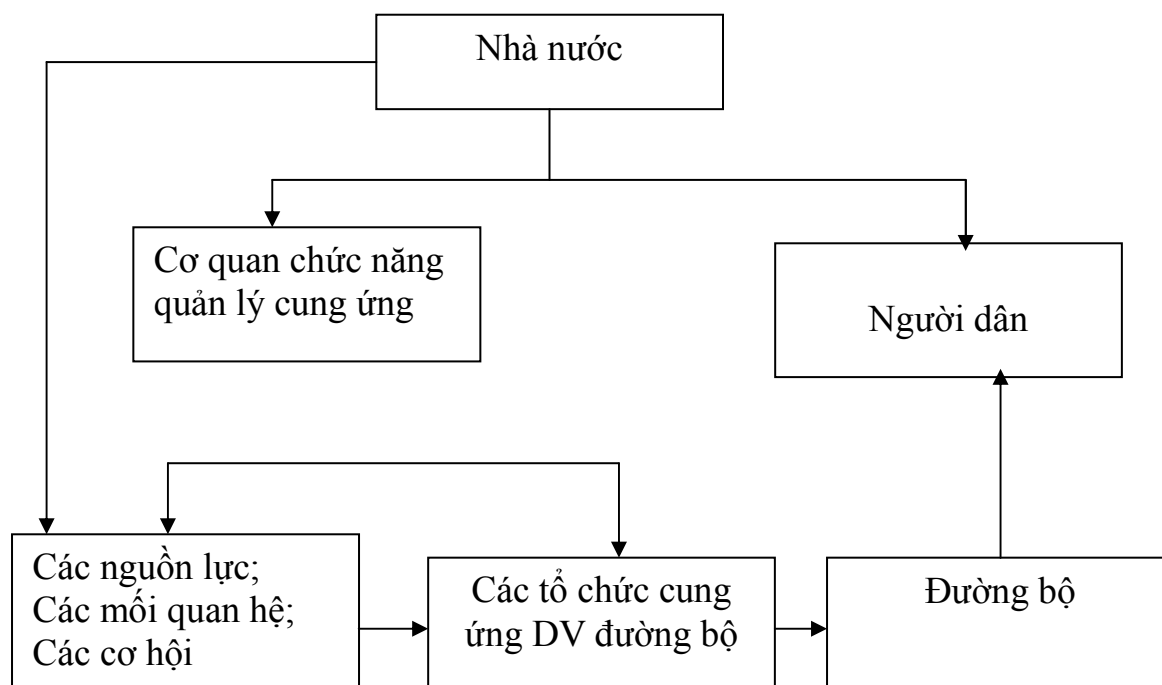 Nhà nước
Cơ quan chức năng
quản lý cung ứng
Người dân
Các nguồn lực;
Các mối quan hệ;
Các cơ hội
Các tổ chức cung
ứng DV đường bộ
Đường bộ